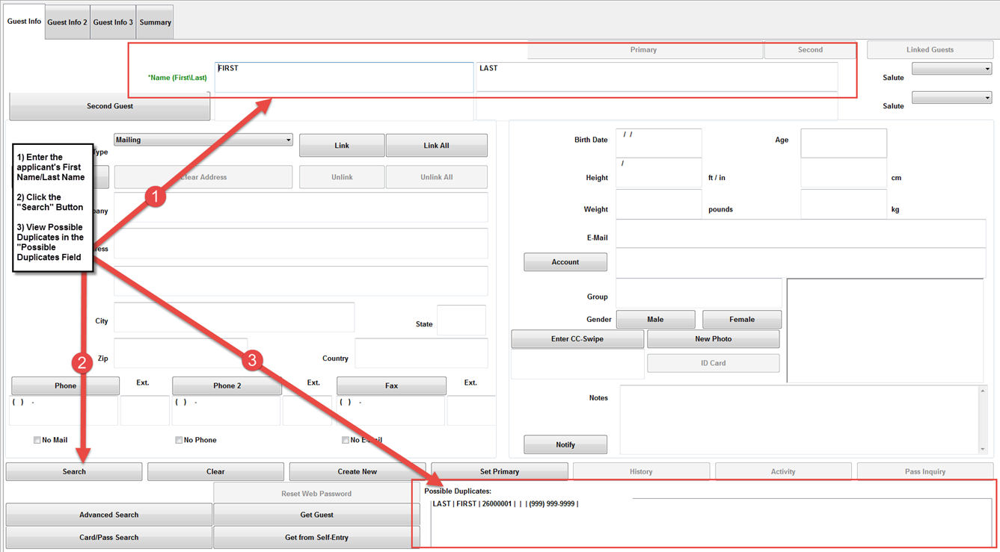 Guest Info
Guest Info 2
Guest Info 3
Summary
Primary
Second
Linked Guests
*Name (First\Last)
FIRST
LAST
Salute
Second Guest
Salute
1) Enter the
applicant's First
Name/Last Name
2) Click the
"Search" Button
3) View Possible
Duplicates in the
"Possible
Duplicates Field
1
2
3
Type
Mailing
Link
Link All
Clear Address
Unlink
Unlink All
City
State
Zip
Country
Phone
Ext.
Phone 2
Ext.
Fax
Ext.
( ) -
( ) -
( ) -
No Mail
No Phone
No E-Mail
Birth Date
/ /
Age
Height
/
ft / in
cm
Weight
pounds
kg
E-Mail
Account
Group
Gender
Male
Female
Enter CC-Swipe
New Photo
ID Card
Notes
Notify
Search
Clear
Create New
Set Primary
History
Activity
Pass Inquiry
Reset Web Password
Advanced Search
Get Guest
Card/Pass Search
Get from Self-Entry
Possible Duplicates:
LAST | FIRST | 26000001 | | | (999) 999-9999 |